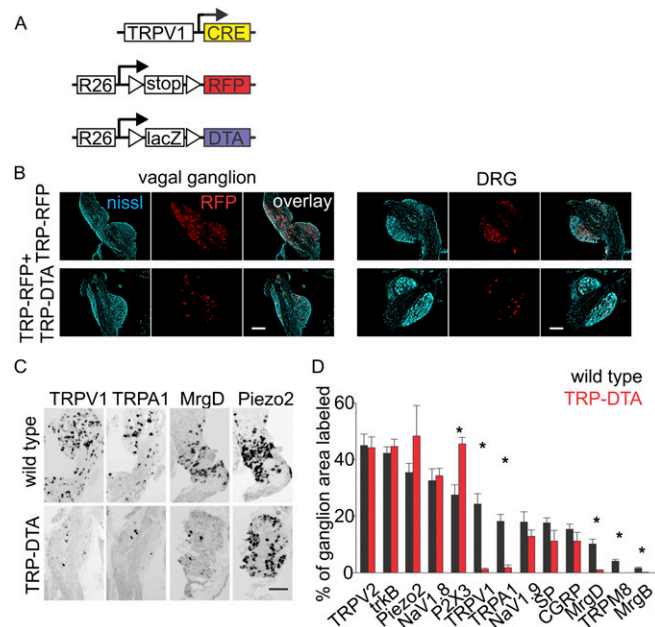 A
TRPV1 CRE
R26 stop RFP
R26 lacZ DTA
B
vagal ganglion DRG
nissl RFP overlay
TRP-RFP
TRP-RFP+
TRP-DTA
C
TRPV1 TRPA1 MrgD Piezo2
wild type
TRP-DTA
D
wild type
TRP-DTA
% of ganglion area labeled
60
40
20
0
* * * * * *
TRPV2
trkB
Piezo2
NaV1.8
P2X3
TRPV1
TRPA1
NaV1.9
SP
CGRP
MrgD
TRPM8
MrgB